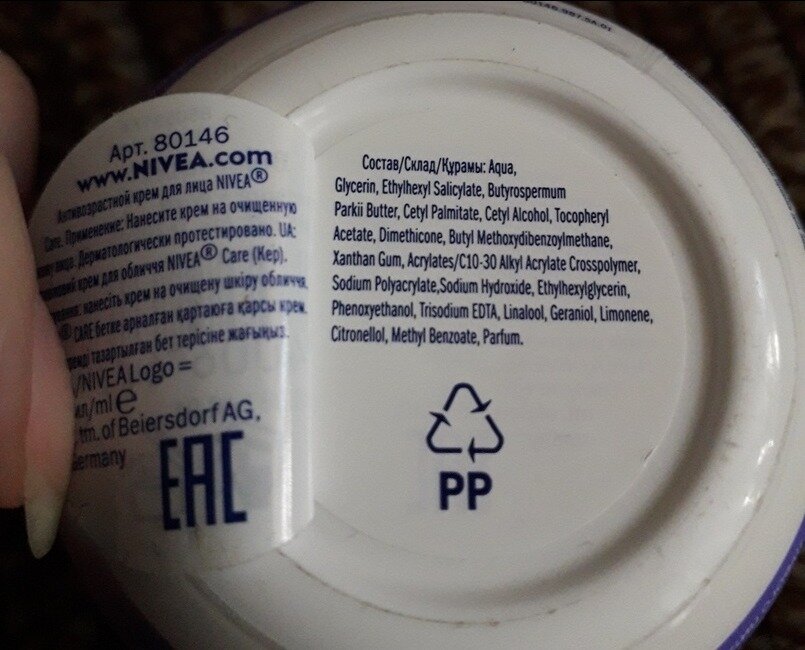 Арт. 80146
www.NIVEA.com
Антивозрастной крем для лица NIVEA®
Care. Применение: Нанесите крем на очищенную
лица. Дерматологически протестировано. UA:
крем для обличчя NIVEA® Care (Кер).
нанесіть крем на очищену шкіру обличчя.
® CARE бетке арналған қартаюға қарсы крем.
тазартылған бет терісіне жағыңыз.
/NIVEA Logo =
мл/ml e
tm. of Beiersdorf AG,
Germany
EAC
Состав/Склад/Құрамы: Aqua,
Glycerin, Ethylhexyl Salicylate, Butyrospermum
Parkii Butter, Cetyl Palmitate, Cetyl Alcohol, Tocopheryl
Acetate, Dimethicone, Butyl Methoxydibenzoylmethane,
Xanthan Gum, Acrylates/C10-30 Alkyl Acrylate Crosspolymer,
Sodium Polyacrylate,Sodium Hydroxide, Ethylhexylglycerin,
Phenoxyethanol, Trisodium EDTA, Linalool, Geraniol, Limonene,
Citronellol, Methyl Benzoate, Parfum.
PP